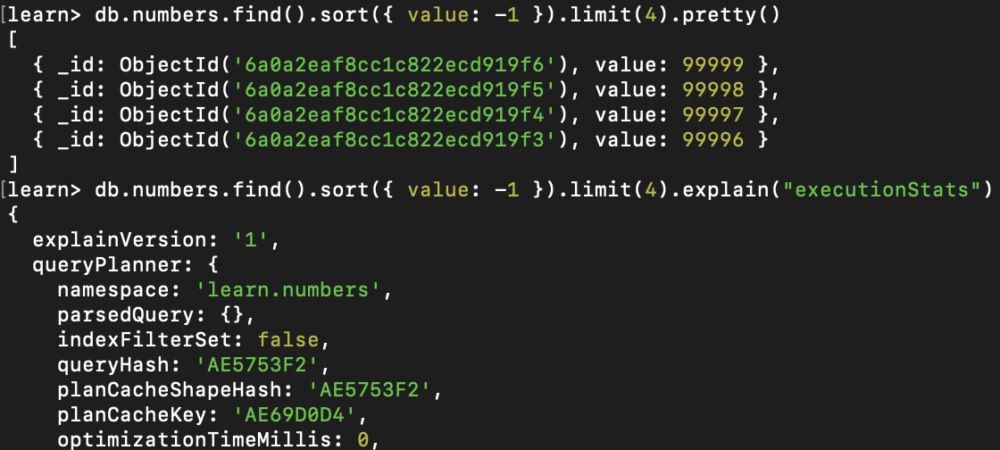 [learn> db.numbers.find().sort({ value: -1 }).limit(4).pretty()
[
  { _id: ObjectId('6a0a2eaf8cc1c822ecd919f6'), value: 99999 },
  { _id: ObjectId('6a0a2eaf8cc1c822ecd919f5'), value: 99998 },
  { _id: ObjectId('6a0a2eaf8cc1c822ecd919f4'), value: 99997 },
  { _id: ObjectId('6a0a2eaf8cc1c822ecd919f3'), value: 99996 }
]
[learn> db.numbers.find().sort({ value: -1 }).limit(4).explain("executionStats")
{
  explainVersion: '1',
  queryPlanner: {
    namespace: 'learn.numbers',
    parsedQuery: {},
    indexFilterSet: false,
    queryHash: 'AE5753F2',
    planCacheShapeHash: 'AE5753F2',
    planCacheKey: 'AE69D0D4',
    optimizationTimeMillis: 0,